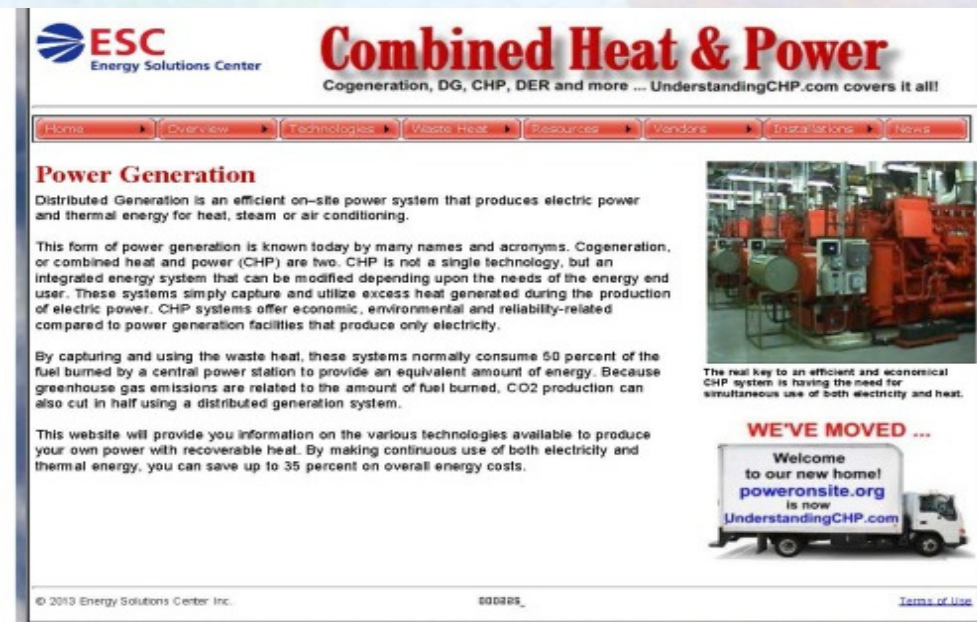 ESC
Energy Solutions Center
Combined Heat & Power
Cogeneration, DG, CHP, DER and more ... UnderstandingCHP.com covers it all!
Home Overview Technologies Waste Heat Resources Vendors Installations News
Power Generation
Distributed Generation is an efficient on–site power system that produces electric power
and thermal energy for heat, steam or air conditioning.
This form of power generation is known today by many names and acronyms. Cogeneration,
or combined heat and power (CHP) are two. CHP is not a single technology, but an
integrated energy system that can be modified depending upon the needs of the energy end
user. These systems simply capture and utilize excess heat generated during the production
of electric power. CHP systems offer economic, environmental and reliability-related
compared to power generation facilities that produce only electricity.
By capturing and using the waste heat, these systems normally consume 50 percent of the
fuel burned by a central power station to provide an equivalent amount of energy. Because
greenhouse gas emissions are related to the amount of fuel burned, CO2 production can
also cut in half using a distributed generation system.
This website will provide you information on the various technologies available to produce
your own power with recoverable heat. By making continuous use of both electricity and
thermal energy, you can save up to 35 percent on overall energy costs.
The real key to an efficient and economical
CHP system is having the need for
simultaneous use of both electricity and heat.
WE'VE MOVED ...
Welcome
to our new home!
poweronsite.org
is now
UnderstandingCHP.com
© 2013 Energy Solutions Center Inc.
Terms of Use